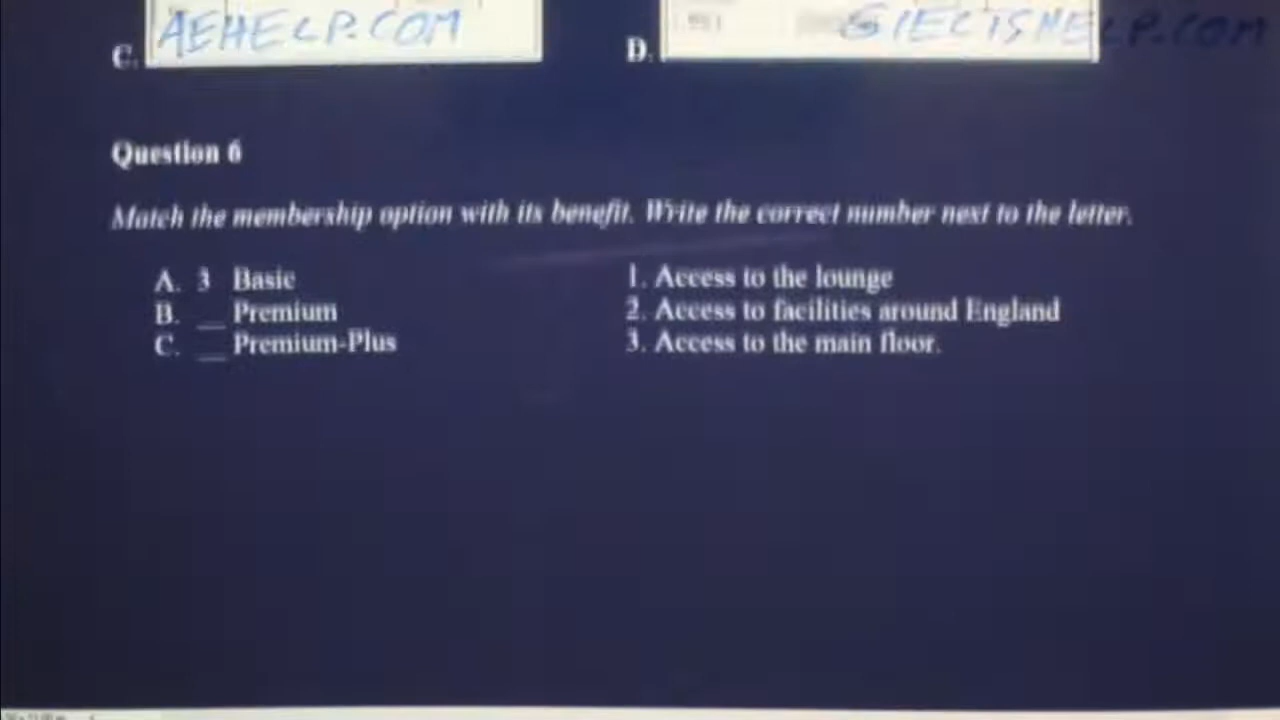 AEHELP.COM
GIELTSHELP.COM
C.
D.
Question 6
Match the membership option with its benefit. Write the correct number next to the letter.
A. 3 Basic
1. Access to the lounge
B. __ Premium
2. Access to facilities around England
C. __ Premium-Plus
3. Access to the main floor.